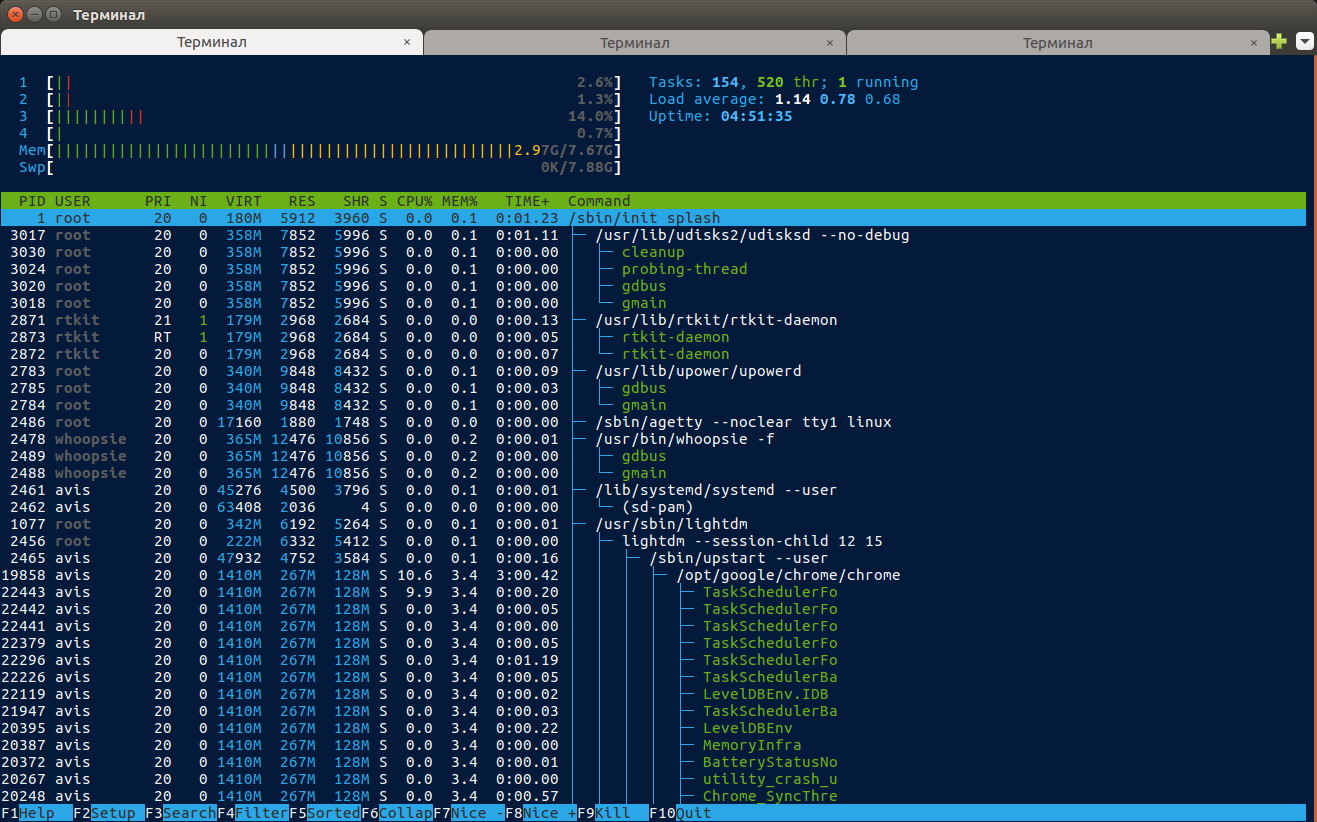 Терминал
Терминал × Терминал × Терминал ×
1 [|| 2.6%] Tasks: 154, 520 thr; 1 running
2 [|| 1.3%] Load average: 1.14 0.78 0.68
3 [|||||||||| 14.0%] Uptime: 04:51:35
4 [| 0.7%]
Mem[|||||||||||||||||||||||||||||||||||||||||||||||||||2.97G/7.67G]
Swp[ 0K/7.88G]
PID USER PRI NI VIRT RES SHR S CPU% MEM% TIME+ Command
1 root 20 0 180M 5912 3960 S 0.0 0.1 0:01.23 /sbin/init splash
3017 root 20 0 358M 7852 5996 S 0.0 0.1 0:01.11 ├─ /usr/lib/udisks2/udisksd --no-debug
3030 root 20 0 358M 7852 5996 S 0.0 0.1 0:00.00 │ ├─ cleanup
3024 root 20 0 358M 7852 5996 S 0.0 0.1 0:00.00 │ ├─ probing-thread
3020 root 20 0 358M 7852 5996 S 0.0 0.1 0:00.00 │ ├─ gdbus
3018 root 20 0 358M 7852 5996 S 0.0 0.1 0:00.00 │ └─ gmain
2871 rtkit 21 1 179M 2968 2684 S 0.0 0.0 0:00.13 ├─ /usr/lib/rtkit/rtkit-daemon
2873 rtkit RT 1 179M 2968 2684 S 0.0 0.0 0:00.05 │ ├─ rtkit-daemon
2872 rtkit 20 0 179M 2968 2684 S 0.0 0.0 0:00.07 │ └─ rtkit-daemon
2783 root 20 0 340M 9848 8432 S 0.0 0.1 0:00.09 ├─ /usr/lib/upower/upowerd
2785 root 20 0 340M 9848 8432 S 0.0 0.1 0:00.03 │ ├─ gdbus
2784 root 20 0 340M 9848 8432 S 0.0 0.1 0:00.00 │ └─ gmain
2486 root 20 0 17160 1880 1748 S 0.0 0.0 0:00.00 ├─ /sbin/agetty --noclear tty1 linux
2478 whoopsie 20 0 365M 12476 10856 S 0.0 0.2 0:00.01 ├─ /usr/bin/whoopsie -f
2489 whoopsie 20 0 365M 12476 10856 S 0.0 0.2 0:00.00 │ ├─ gdbus
2488 whoopsie 20 0 365M 12476 10856 S 0.0 0.2 0:00.00 │ └─ gmain
2461 avis 20 0 45276 4500 3796 S 0.0 0.1 0:00.01 ├─ /lib/systemd/systemd --user
2462 avis 20 0 63408 2036 4 S 0.0 0.0 0:00.00 │ └─ (sd-pam)
1077 root 20 0 342M 6192 5264 S 0.0 0.1 0:00.01 ├─ /usr/sbin/lightdm
2456 root 20 0 222M 6332 5412 S 0.0 0.1 0:00.00 │ ├─ lightdm --session-child 12 15
2465 avis 20 0 47932 4752 3584 S 0.0 0.1 0:00.16 │ │ ├─ /sbin/upstart --user
19858 avis 20 0 1410M 267M 128M S 10.6 3.4 3:00.42 │ │ │ ├─ /opt/google/chrome/chrome
22443 avis 20 0 1410M 267M 128M S 9.9 3.4 0:00.20 │ │ │ │ ├─ TaskSchedulerFo
22442 avis 20 0 1410M 267M 128M S 0.0 3.4 0:00.05 │ │ │ │ ├─ TaskSchedulerFo
22441 avis 20 0 1410M 267M 128M S 0.0 3.4 0:00.00 │ │ │ │ ├─ TaskSchedulerFo
22379 avis 20 0 1410M 267M 128M S 0.0 3.4 0:00.05 │ │ │ │ ├─ TaskSchedulerFo
22296 avis 20 0 1410M 267M 128M S 0.0 3.4 0:01.19 │ │ │ │ ├─ TaskSchedulerFo
22226 avis 20 0 1410M 267M 128M S 0.0 3.4 0:00.05 │ │ │ │ ├─ TaskSchedulerBa
22119 avis 20 0 1410M 267M 128M S 0.0 3.4 0:00.02 │ │ │ │ ├─ LevelDBEnv.IDB
21947 avis 20 0 1410M 267M 128M S 0.0 3.4 0:00.03 │ │ │ │ ├─ TaskSchedulerBa
20395 avis 20 0 1410M 267M 128M S 0.0 3.4 0:00.22 │ │ │ │ ├─ LevelDBEnv
20387 avis 20 0 1410M 267M 128M S 0.0 3.4 0:00.00 │ │ │ │ ├─ MemoryInfra
20372 avis 20 0 1410M 267M 128M S 0.0 3.4 0:00.01 │ │ │ │ ├─ BatteryStatusNo
20267 avis 20 0 1410M 267M 128M S 0.0 3.4 0:00.00 │ │ │ │ ├─ utility_crash_u
20248 avis 20 0 1410M 267M 128M S 0.0 3.4 0:00.57 │ │ │ │ ├─ Chrome_SyncThre
F1Help F2Setup F3SearchF4FilterF5SortedF6CollapF7Nice -F8Nice +F9Kill F10Quit